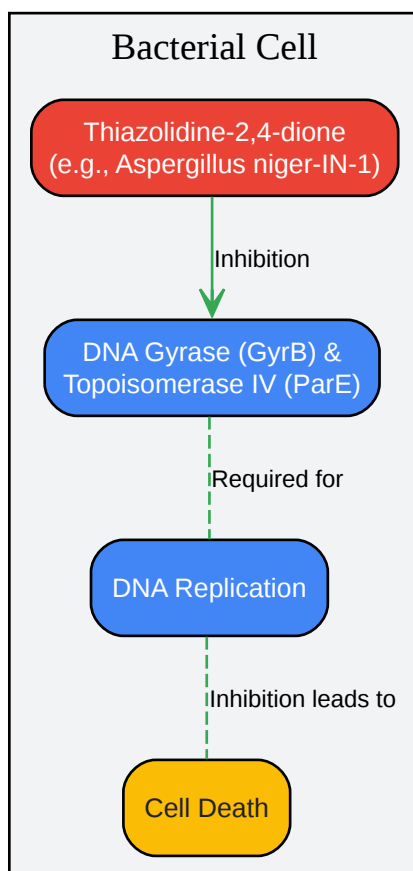 Bacterial Cell
Thiazolidine-2,4-dione
(e.g., Aspergillus niger-IN-1)
Inhibition
DNA Gyrase (GyrB) &
Topoisomerase IV (ParE)
Required for
DNA Replication
Inhibition leads to
Cell Death